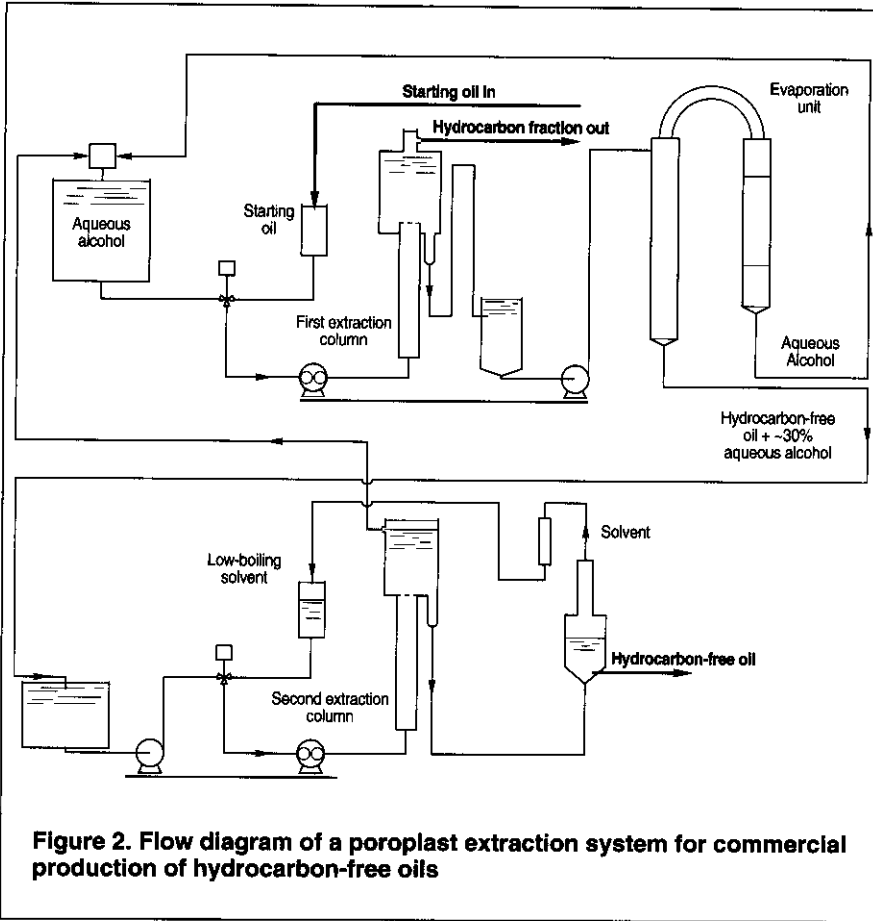 Starting oil in
Hydrocarbon fraction out
Evaporation
unit
Aqueous
alcohol
Starting
oil
First extraction
column
Aqueous
Alcohol
Hydrocarbon-free
oil + ~30%
aqueous alcohol
Low-boiling
solvent
Solvent
Hydrocarbon-free oil
Second extraction
column
Figure 2. Flow diagram of a poroplast extraction system for commercial
production of hydrocarbon-free oils